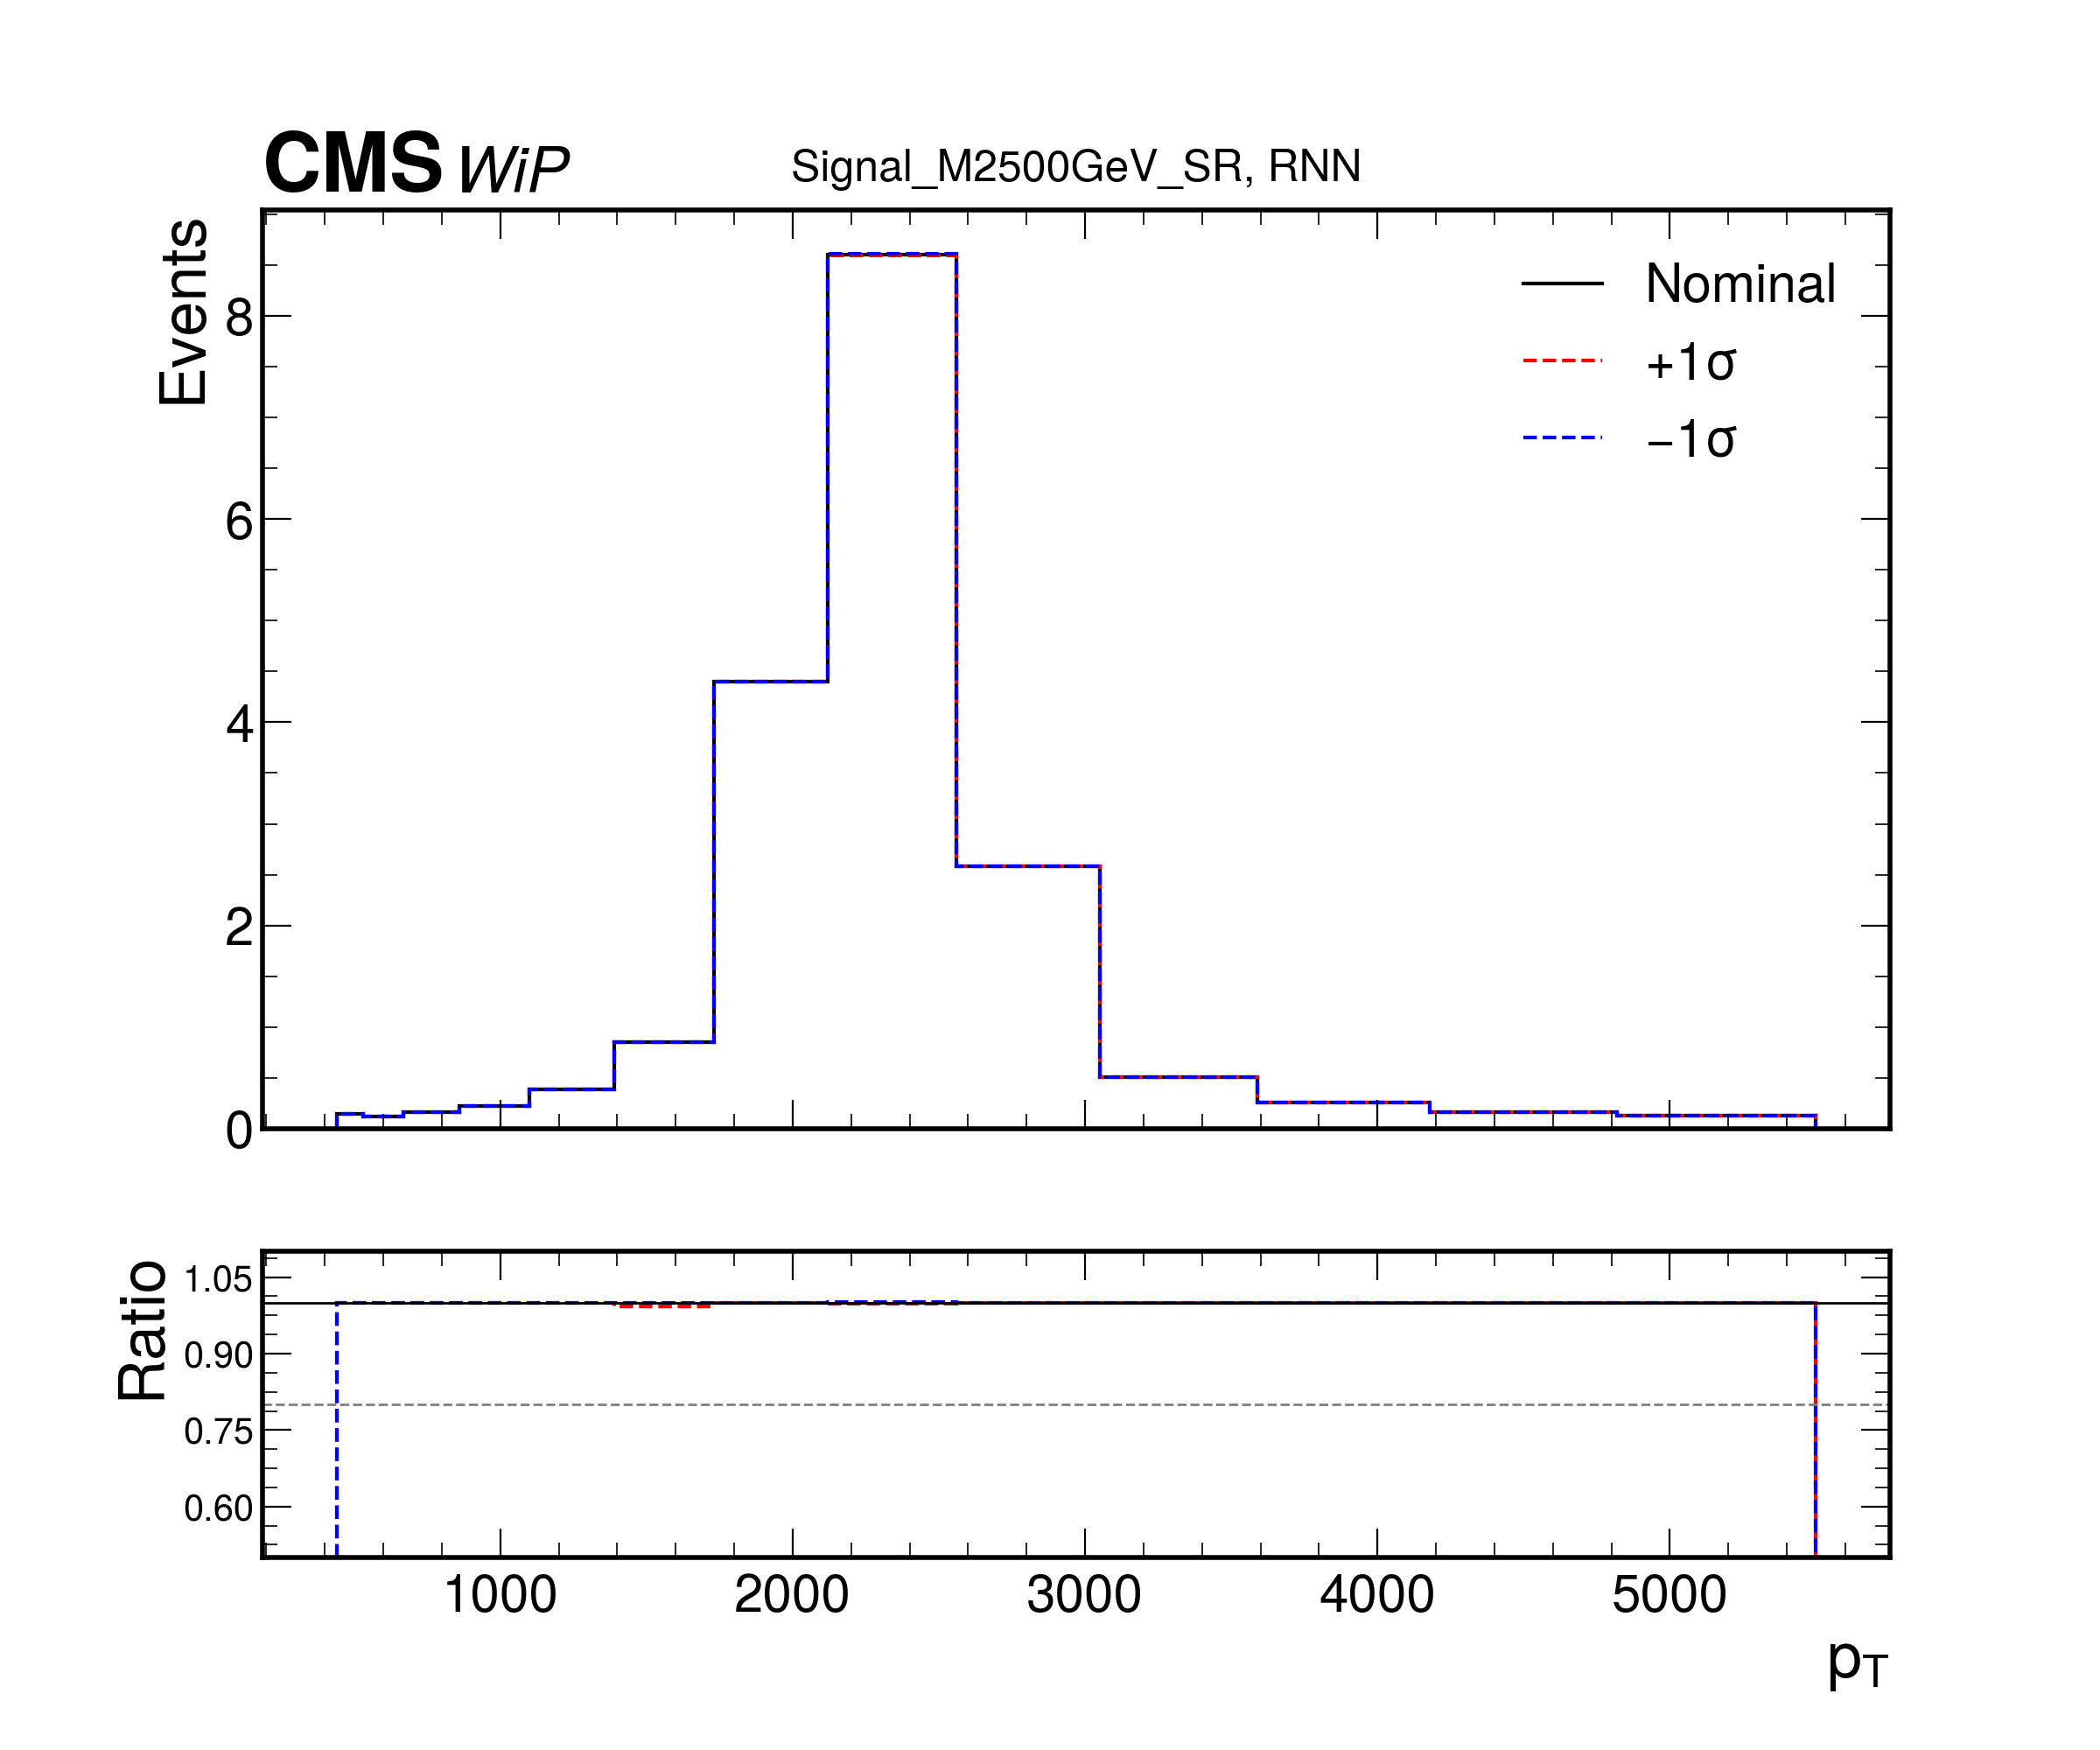 CMS WiP
Signal_M2500GeV_SR, RNN
Events
8
6
4
2
0
Nominal
+1σ
−1σ
Ratio
1.05
0.90
0.75
0.60
1000 2000 3000 4000 5000
pT